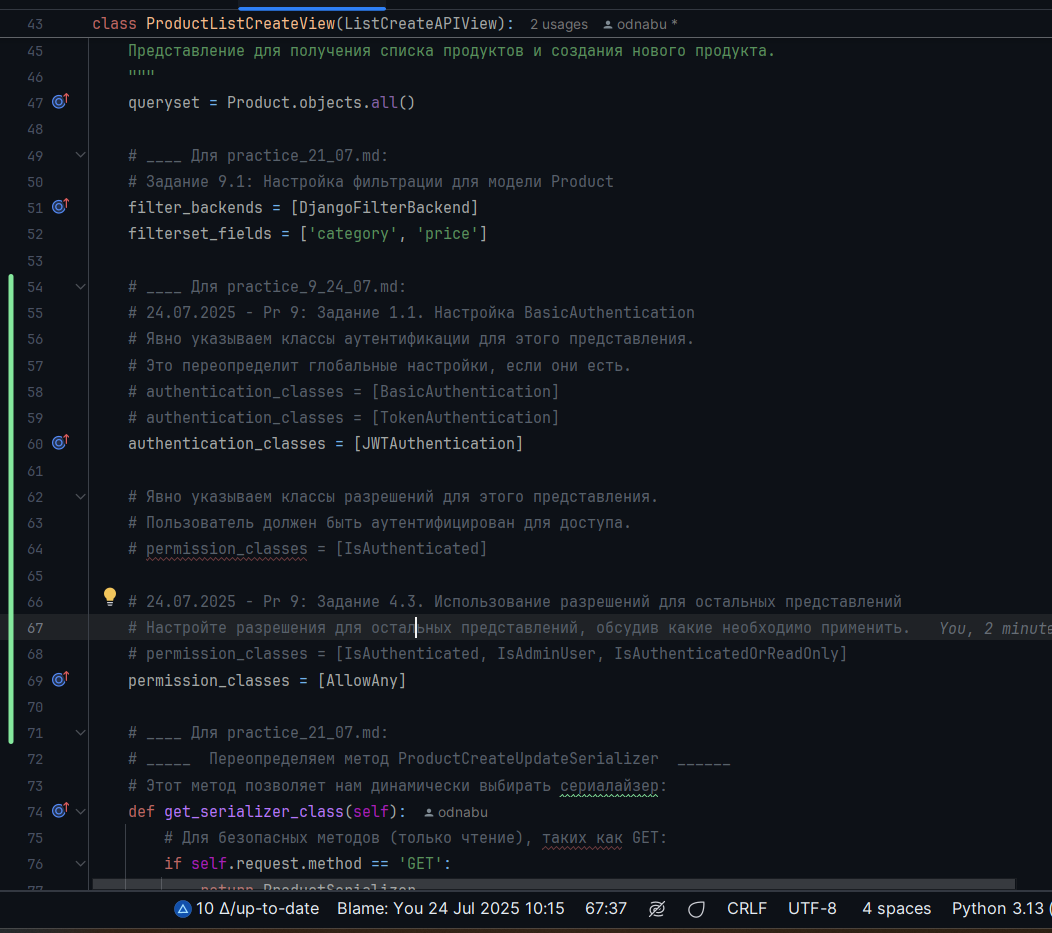 43 class ProductListCreateView(ListCreateAPIView): 2 usages odnabu *
45 Представление для получения списка продуктов и создания нового продукта.
46 """
47 queryset = Product.objects.all()
48
49 # ____ Для practice_21_07.md:
50 # Задание 9.1: Настройка фильтрации для модели Product
51 filter_backends = [DjangoFilterBackend]
52 filterset_fields = ['category', 'price']
53
54 # ____ Для practice_9_24_07.md:
55 # 24.07.2025 - Pr 9: Задание 1.1. Настройка BasicAuthentication
56 # Явно указываем классы аутентификации для этого представления.
57 # Это переопределит глобальные настройки, если они есть.
58 # authentication_classes = [BasicAuthentication]
59 # authentication_classes = [TokenAuthentication]
60 authentication_classes = [JWTAuthentication]
61
62 # Явно указываем классы разрешений для этого представления.
63 # Пользователь должен быть аутентифицирован для доступа.
64 # permission_classes = [IsAuthenticated]
65
66 # 24.07.2025 - Pr 9: Задание 4.3. Использование разрешений для остальных представлений
67 # Настройте разрешения для остальных представлений, обсудив какие необходимо применить. You, 2 minute
68 # permission_classes = [IsAuthenticated, IsAdminUser, IsAuthenticatedOrReadOnly]
69 permission_classes = [AllowAny]
70
71 # ____ Для practice_21_07.md:
72 # _____ Переопределяем метод ProductCreateUpdateSerializer ______
73 # Этот метод позволяет нам динамически выбирать сериалайзер:
74 def get_serializer_class(self): odnabu
75 # Для безопасных методов (только чтение), таких как GET:
76 if self.request.method == 'GET':
77 return ProductSerializer
10 Δ/up-to-date Blame: You 24 Jul 2025 10:15 67:37 CRLF UTF-8 4 spaces Python 3.13 (